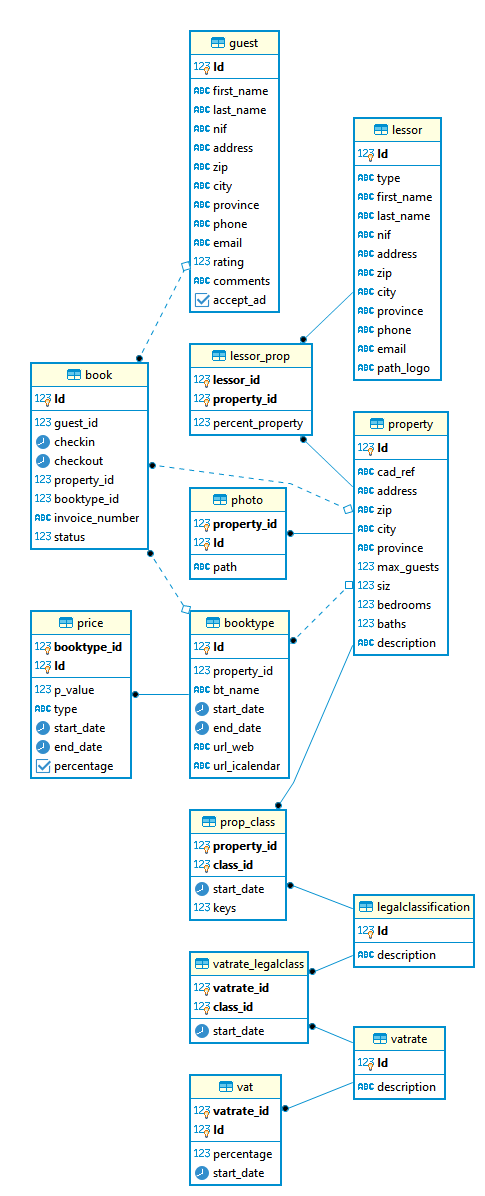 guest
123 Id
ABC first_name
ABC last_name
ABC nif
ABC address
ABC zip
ABC city
ABC province
ABC phone
ABC email
123 rating
ABC comments
accept_ad
lessor
123 Id
ABC type
ABC first_name
ABC last_name
ABC nif
ABC address
ABC zip
ABC city
ABC province
ABC phone
ABC email
ABC path_logo
lessor_prop
123 lessor_id
123 property_id
123 percent_property
book
123 Id
123 guest_id
checkin
checkout
123 property_id
123 booktype_id
ABC invoice_number
123 status
property
123 Id
ABC cad_ref
ABC address
ABC zip
ABC city
ABC province
123 max_guests
123 siz
123 bedrooms
123 baths
ABC description
photo
123 property_id
123 Id
ABC path
price
123 booktype_id
123 Id
123 p_value
ABC type
start_date
end_date
percentage
booktype
123 Id
123 property_id
ABC bt_name
start_date
end_date
ABC url_web
ABC url_icalendar
prop_class
123 property_id
123 class_id
start_date
123 keys
legalclassification
123 Id
ABC description
vatrate_legalclass
123 vatrate_id
123 class_id
start_date
vatrate
123 Id
ABC description
vat
123 vatrate_id
123 Id
123 percentage
start_date